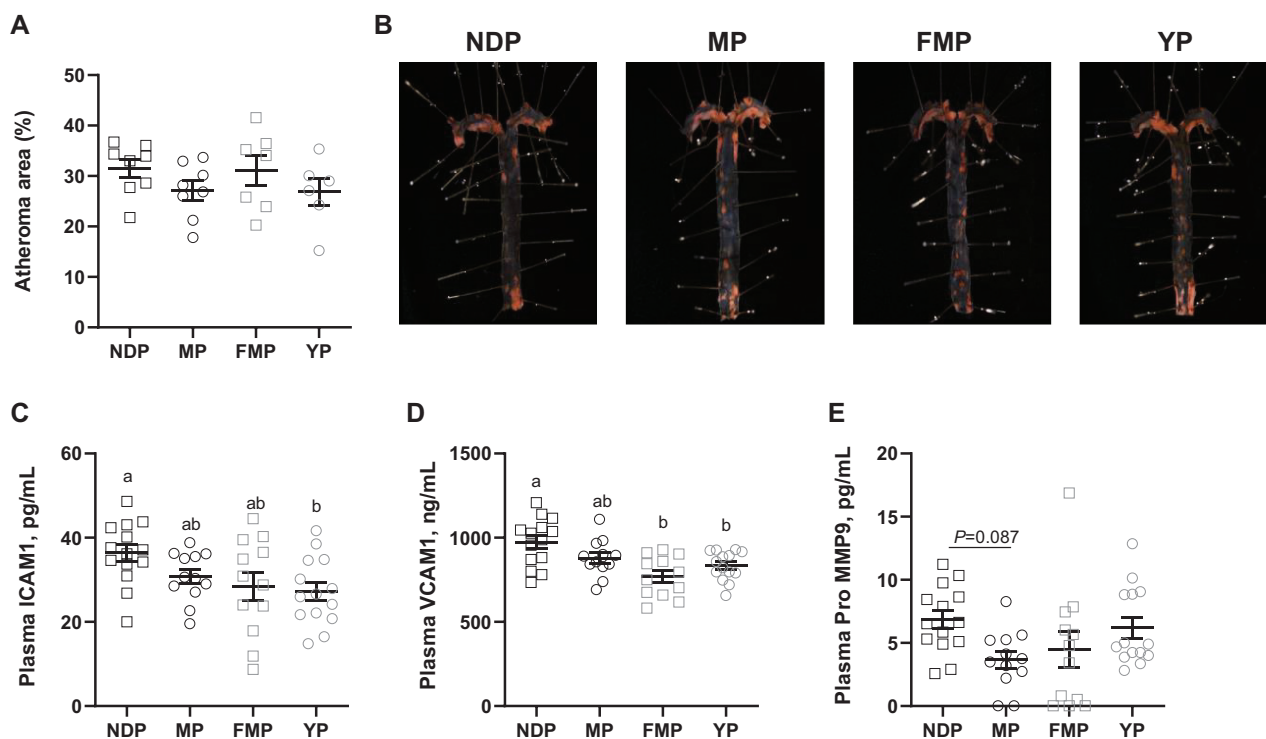 A
B
NDP
MP
FMP
YP
Atheroma area (%)
50
40
30
20
10
0
NDP
MP
FMP
YP
C
D
E
Plasma ICAM1, pg/mL
60
40
20
0
a
ab
ab
b
NDP
MP
FMP
YP
Plasma VCAM1, ng/mL
1500
1000
500
0
a
ab
b
b
NDP
MP
FMP
YP
Plasma Pro MMP9, pg/mL
20
15
10
5
0
P=0.087
NDP
MP
FMP
YP